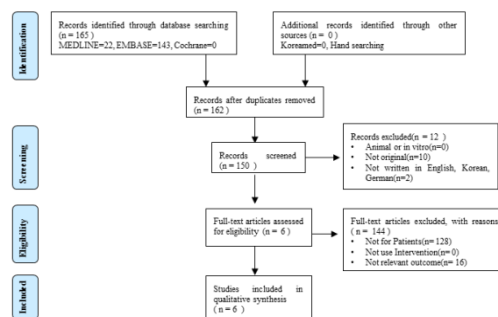 Identification
Records identified through database searching
(n = 165)
MEDLINE=22, EMBASE=143, Cochrane=0
Additional records identified through other
sources (n = 0)
Koreamed=0, Hand searching
Records after duplicates removed
(n = 162)
Screening
Records screened
(n = 150)
Records excluded(n = 12 )
• Animal or in vitro(n=0)
• Not original(n=10)
• Not written in English, Korean,
German(n=2)
Eligibility
Full-text articles assessed
for eligibility (n = 6)
Full-text articles excluded, with reasons
( n = 144)
• Not for Patients(n=128)
• Not use Intervention(n=0)
• Not relevant outcome(n=16)
Included
Studies included in
qualitative synthesis
( n = 6 )